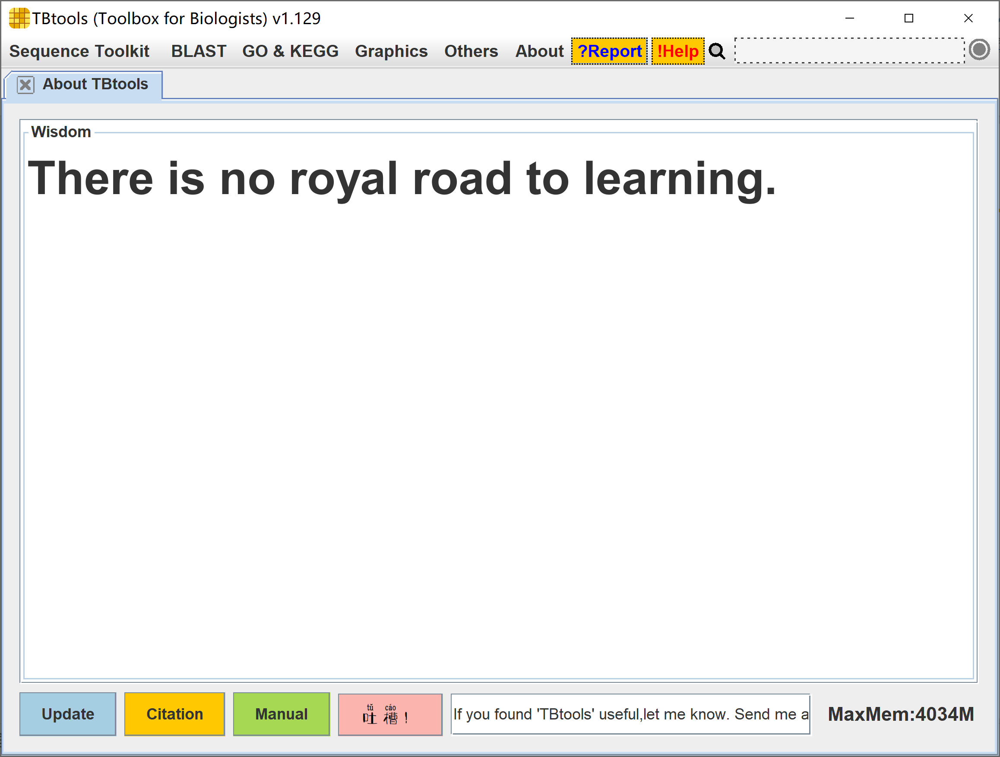 TBtools (Toolbox for Biologists) v1.129
Sequence Toolkit BLAST GO & KEGG Graphics Others About ?Report !Help
About TBtools
Wisdom
There is no royal road to learning.
Update Citation Manual tǔ cáo 吐槽! If you found 'TBtools' useful,let me know. Send me a MaxMem:4034M